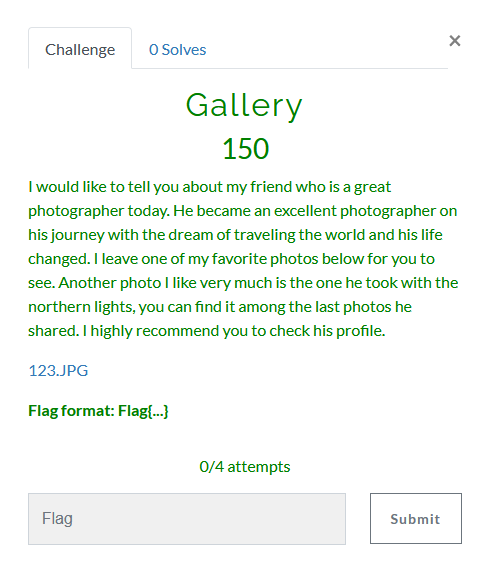 Challenge
0 Solves
×
Gallery
150
I would like to tell you about my friend who is a great
photographer today. He became an excellent photographer on
his journey with the dream of traveling the world and his life
changed. I leave one of my favorite photos below for you to
see. Another photo I like very much is the one he took with the
northern lights, you can find it among the last photos he
shared. I highly recommend you to check his profile.
123.JPG
Flag format: Flag{...}
0/4 attempts
Flag
Submit